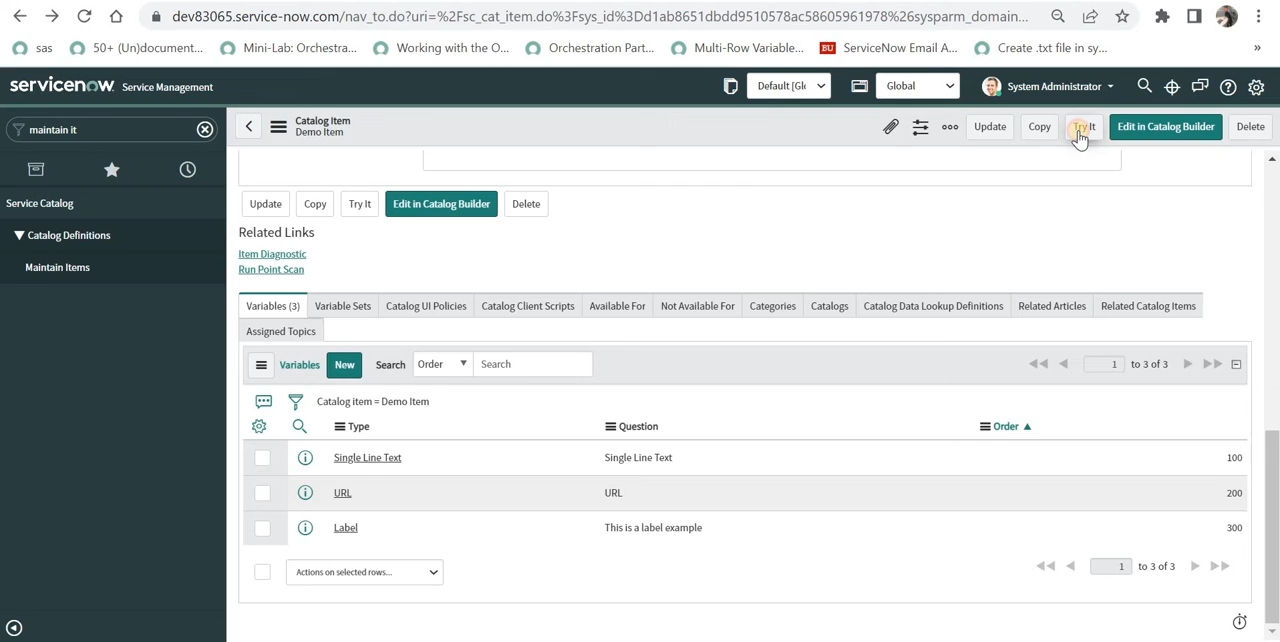 dev83065.service-now.com/nav_to.do?uri=%2Fsc_cat_item.do%3Fsys_id%3Dd1ab8651dbdd9510578ac58605961978%26sysparm_domain...
sas
50+ (Un)document...
Mini-Lab: Orchestra...
Working with the O...
Orchestration Part...
Multi-Row Variable...
BU ServiceNow Email A...
Create .txt file in sy...
»
servicenow Service Management
Default [Gl
Global
System Administrator
maintain it
Catalog Item
Demo Item
Update
Copy
Try It
Edit in Catalog Builder
Delete
Service Catalog
Catalog Definitions
Maintain Items
Update
Copy
Try It
Edit in Catalog Builder
Delete
Related Links
Item Diagnostic
Run Point Scan
Variables (3)
Variable Sets
Catalog UI Policies
Catalog Client Scripts
Available For
Not Available For
Categories
Catalogs
Catalog Data Lookup Definitions
Related Articles
Related Catalog Items
Assigned Topics
Variables
New
Search
Order
Search
1 to 3 of 3
Catalog item = Demo Item
Type
Question
Order
Single Line Text
Single Line Text
100
URL
URL
200
Label
This is a label example
300
Actions on selected rows...
1 to 3 of 3